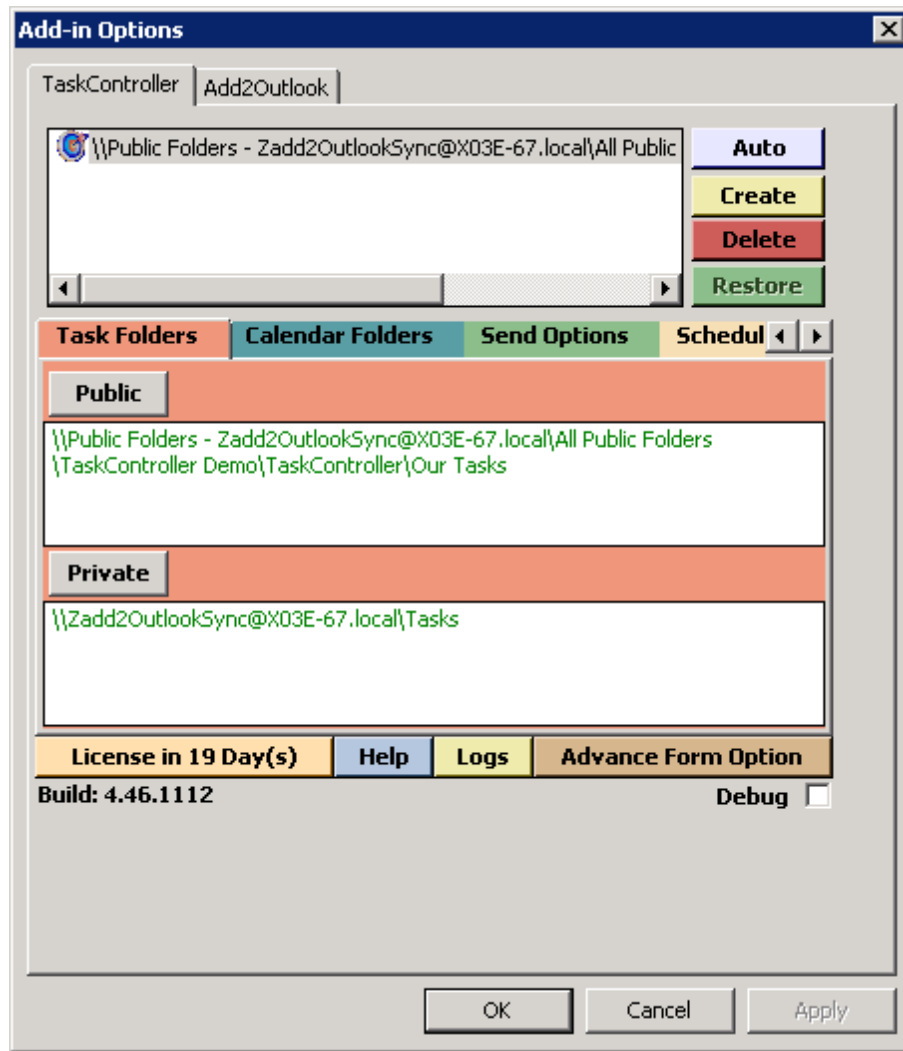 Add-in Options
TaskController
Add2Outlook
\\Public Folders - Zadd2OutlookSync@X03E-67.local\All Public
Auto
Create
Delete
Restore
Task Folders
Calendar Folders
Send Options
Schedul
Public
\\Public Folders - Zadd2OutlookSync@X03E-67.local\All Public Folders
\TaskController Demo\TaskController\Our Tasks
Private
\\Zadd2OutlookSync@X03E-67.local\Tasks
License in 19 Day(s)
Help
Logs
Advance Form Option
Build: 4.46.1112
Debug
OK
Cancel
Apply